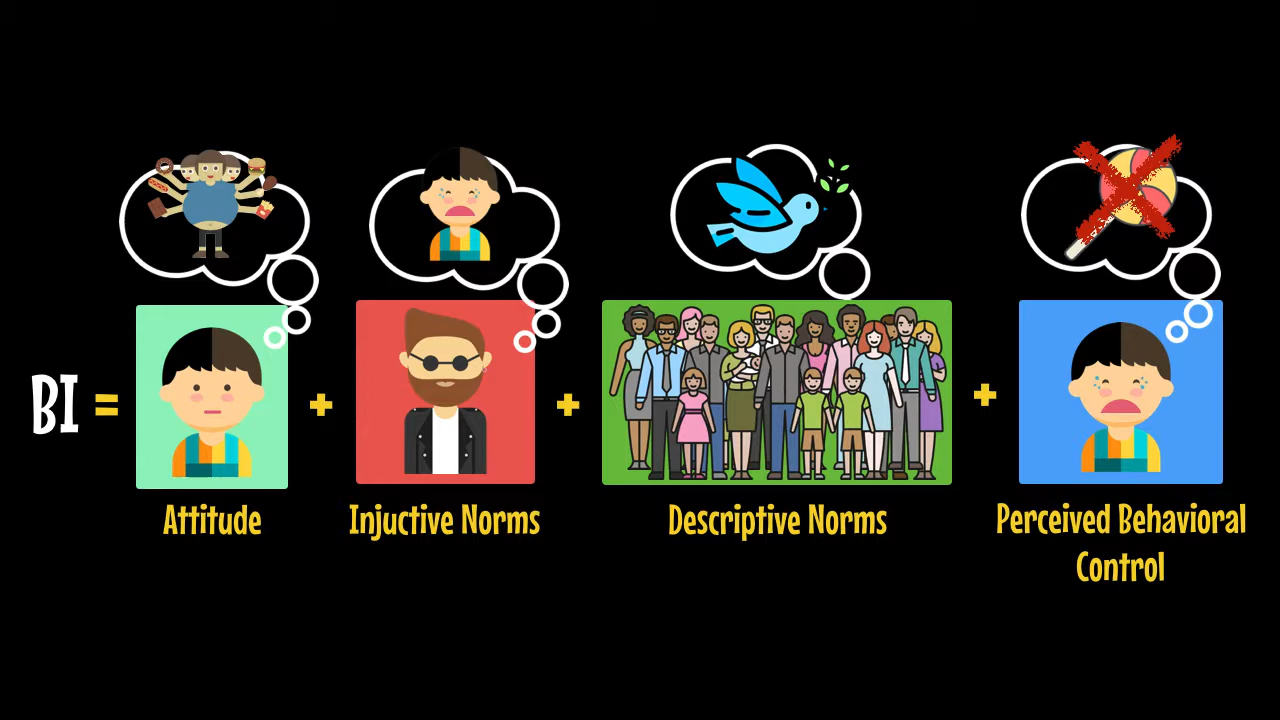 BI = + + +
Attitude
Injuctive Norms
Descriptive Norms
Perceived Behavioral
Control